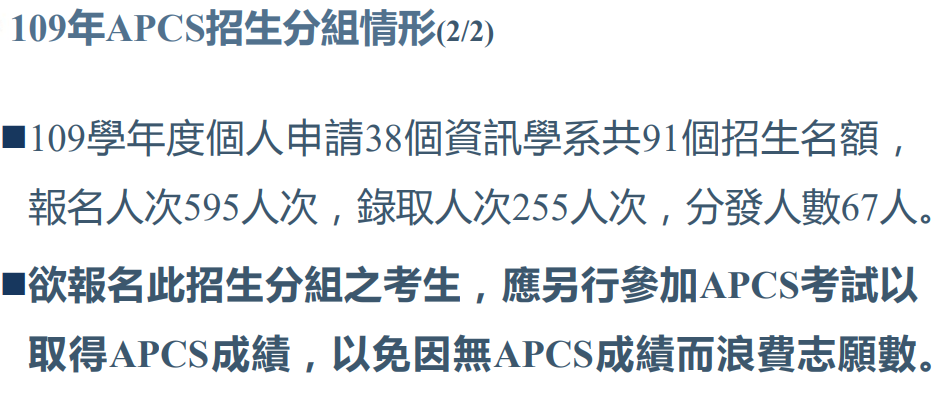 109年APCS招生分組情形(2/2)
■109學年度個人申請38個資訊學系共91個招生名額，
報名人次595人次，錄取人次255人次，分發人數67人。
■欲報名此招生分組之考生，應另行參加APCS考試以
取得APCS成績，以免因無APCS成績而浪費志願數。